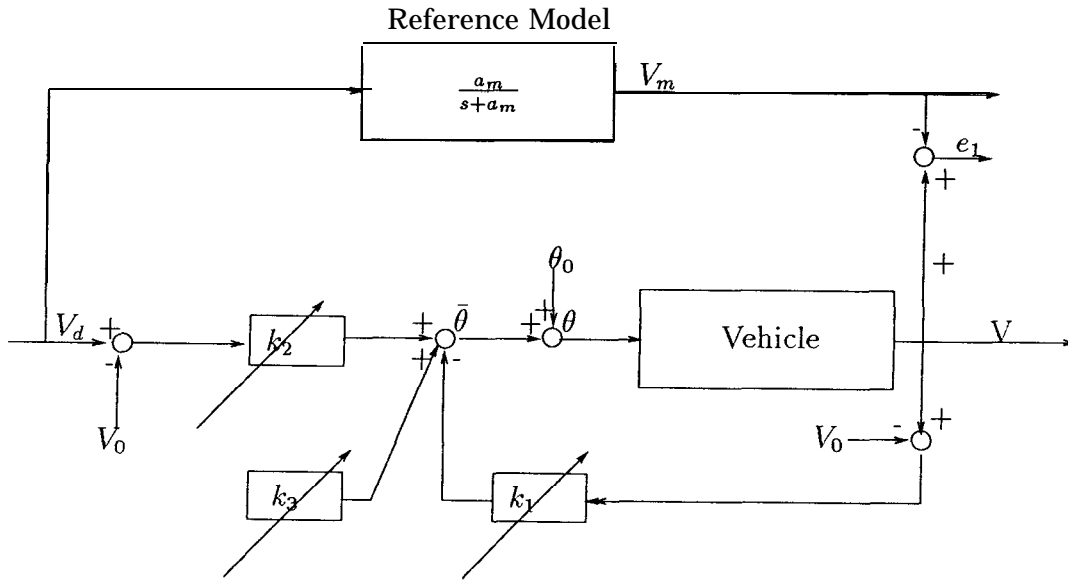 Reference Model
a_m
s+a_m
V_m
-
e_1
+
θ_0
+
V_d
+
-
V_0
k_2
+
θ̄
+
-
+
+
θ
Vehicle
V
V_0
-
+
k_3
k_1